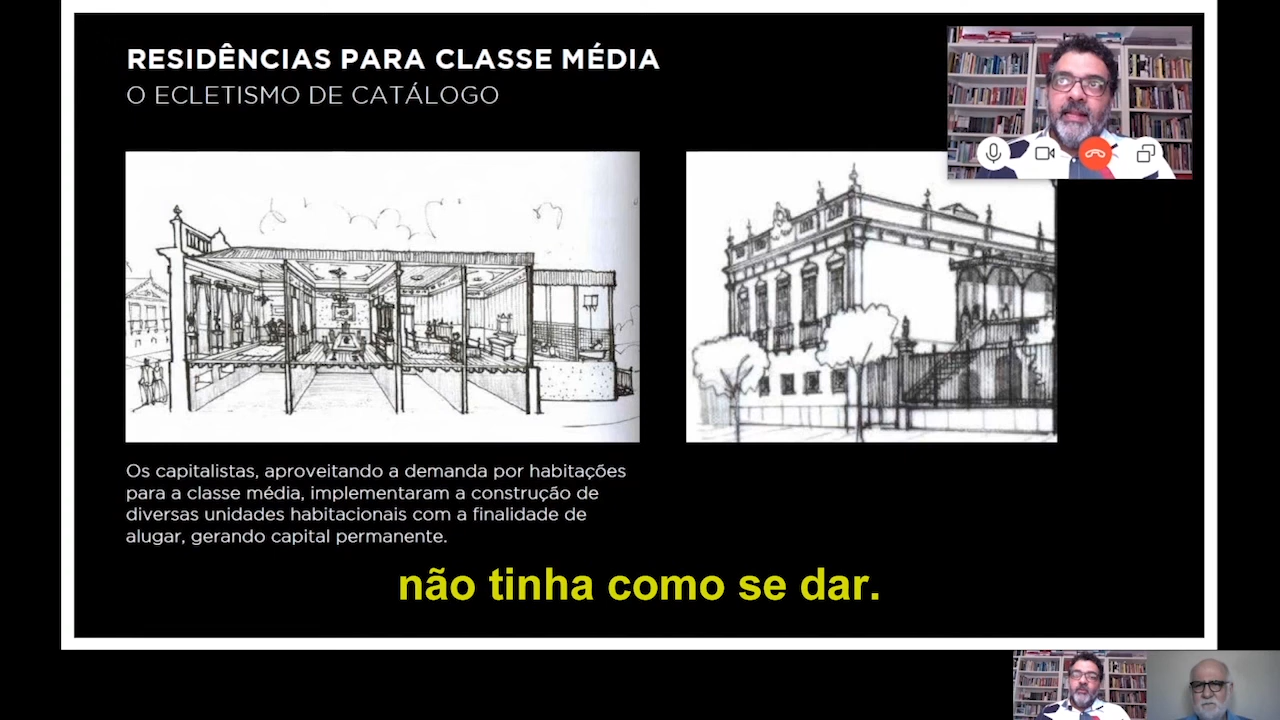 RESIDÊNCIAS PARA CLASSE MÉDIA
O ECLETISMO DE CATÁLOGO
Os capitalistas, aproveitando a demanda por habitações
para a classe média, implementaram a construção de
diversas unidades habitacionais com a finalidade de
alugar, gerando capital permanente.
não tinha como se dar.